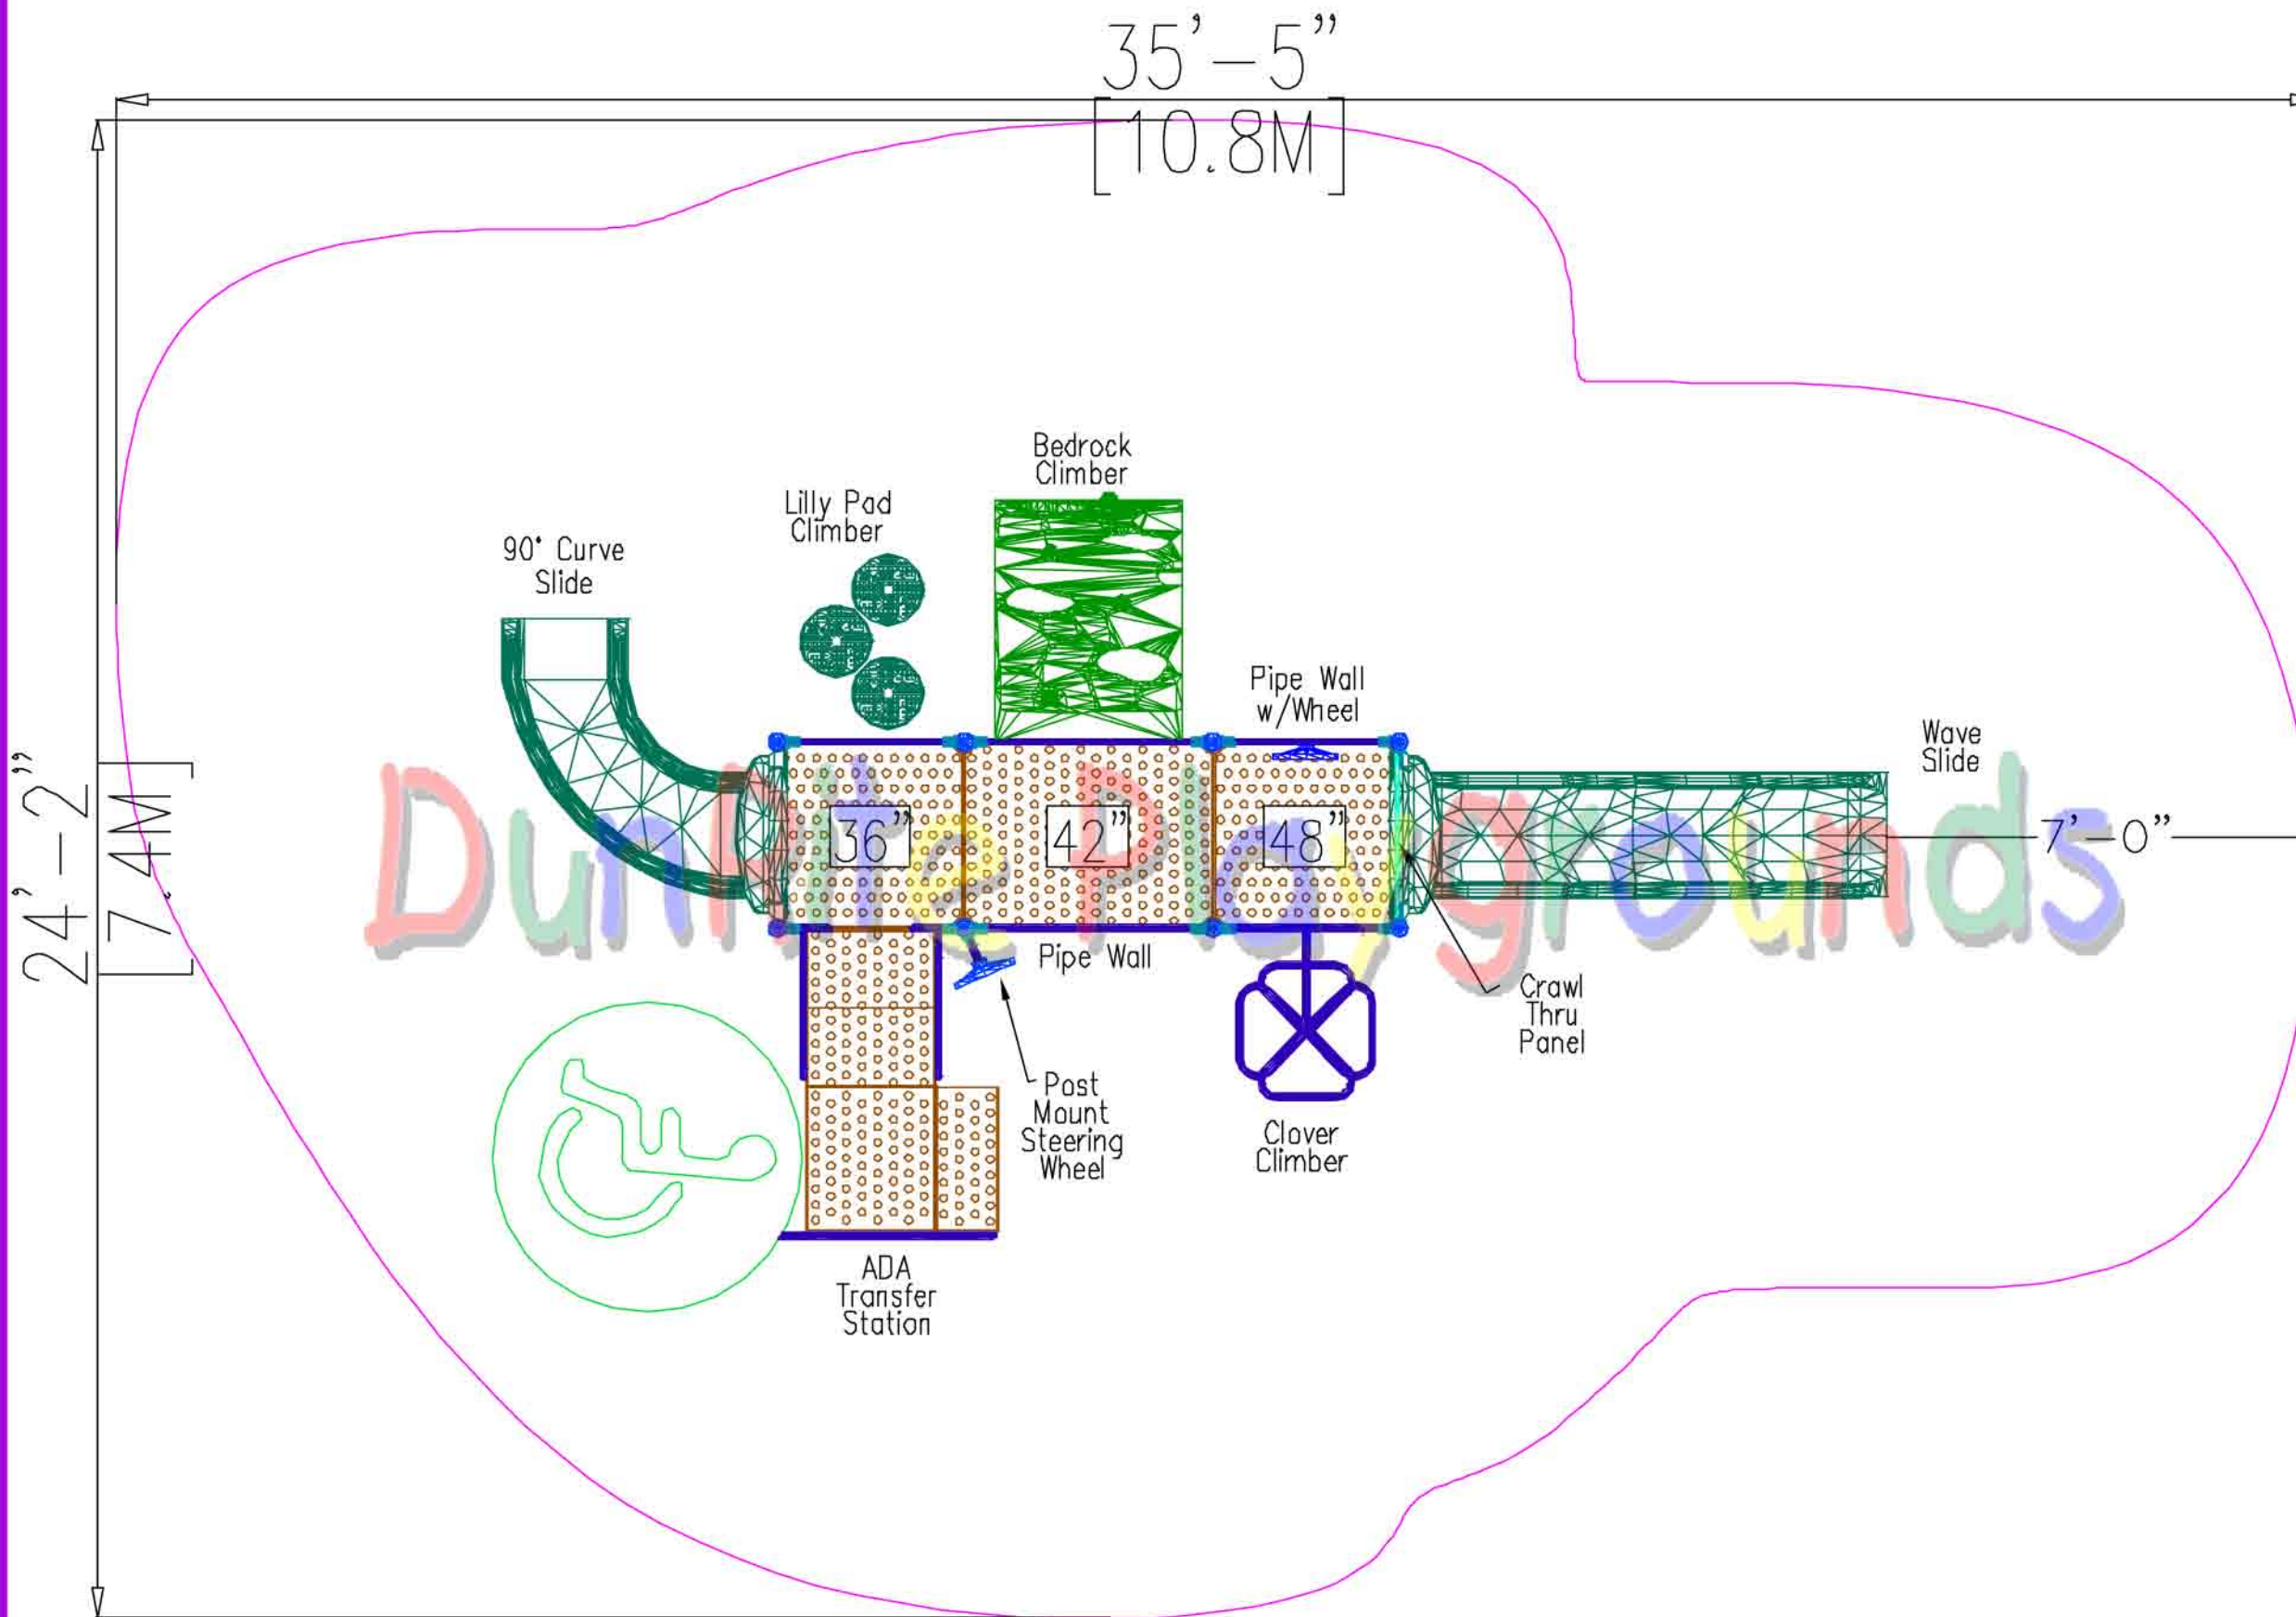 35’-5”
[10.8M]
Bedrock
Climber
Lilly Pad
Climber
90° Curve
Slide
Pipe Wall
w/Wheel
Wave
Slide
24’-2”
[7.4M]
36”
42”
48”
7’-0”
Dunrite Playgrounds
Pipe Wall
Crawl
Thru
Panel
Post
Mount
Steering
Wheel
Clover
Climber
ADA
Transfer
Station